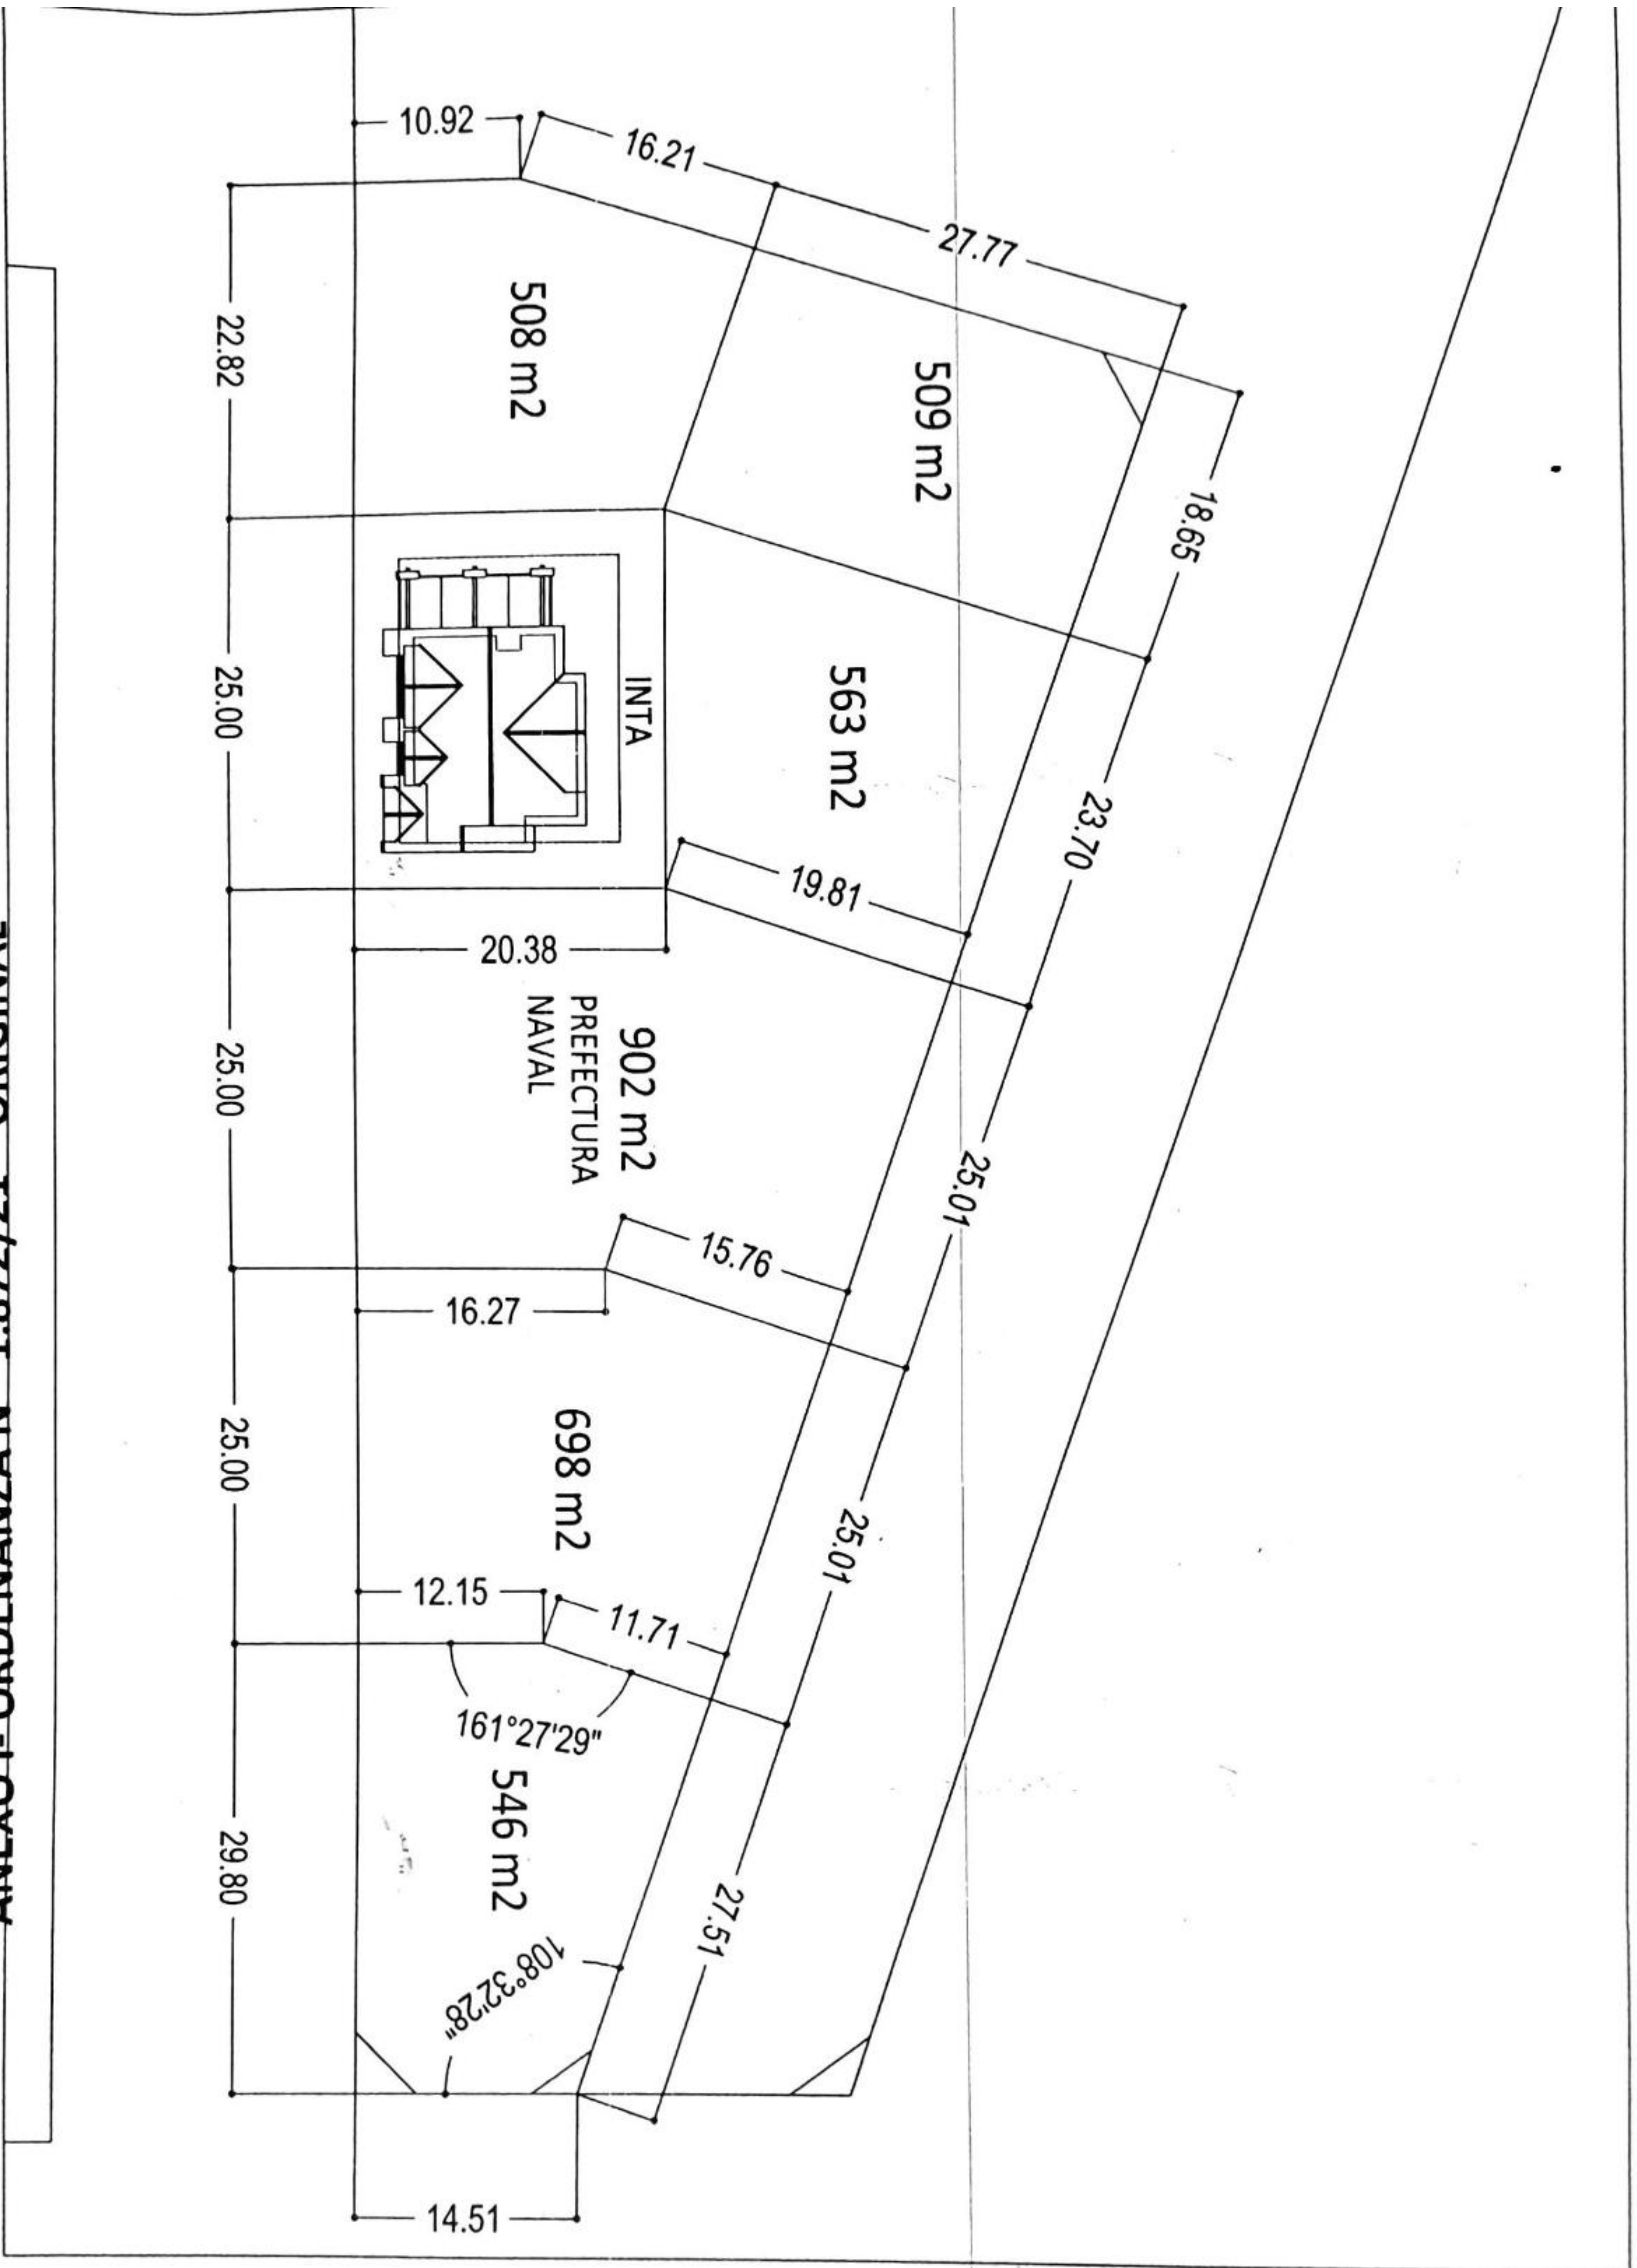 10.92
16.21
27.77
18.65
508 m2
509 m2
22.82
INTA
563 m2
23.70
25.00
19.81
20.38
902 m2
PREFECTURA
NAVAL
25.00
25.01
15.76
16.27
698 m2
25.00
25.01
12.15
11.71
161°27'29"
546 m2
29.80
27.51
108°32'28"
14.51